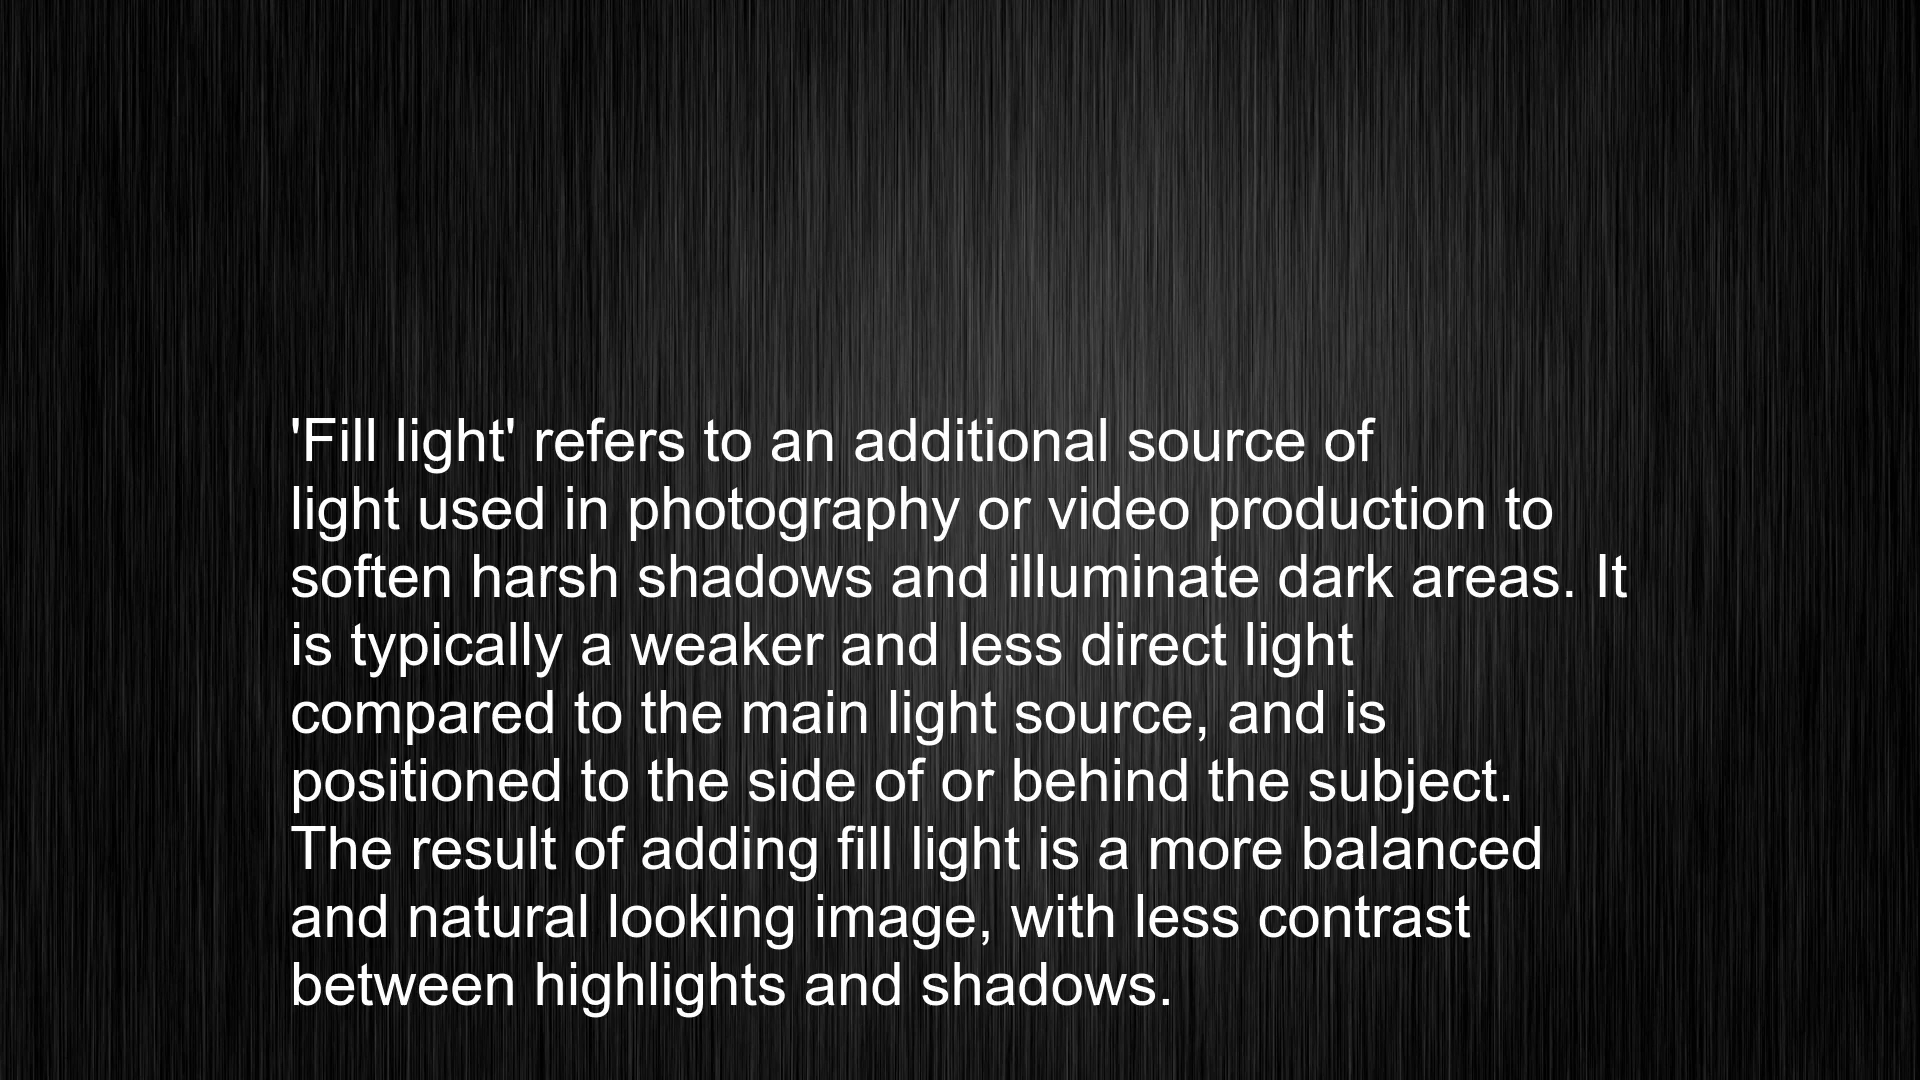 'Fill light' refers to an additional source of
light used in photography or video production to
soften harsh shadows and illuminate dark areas. It
is typically a weaker and less direct light
compared to the main light source, and is
positioned to the side of or behind the subject.
The result of adding fill light is a more balanced
and natural looking image, with less contrast
between highlights and shadows.